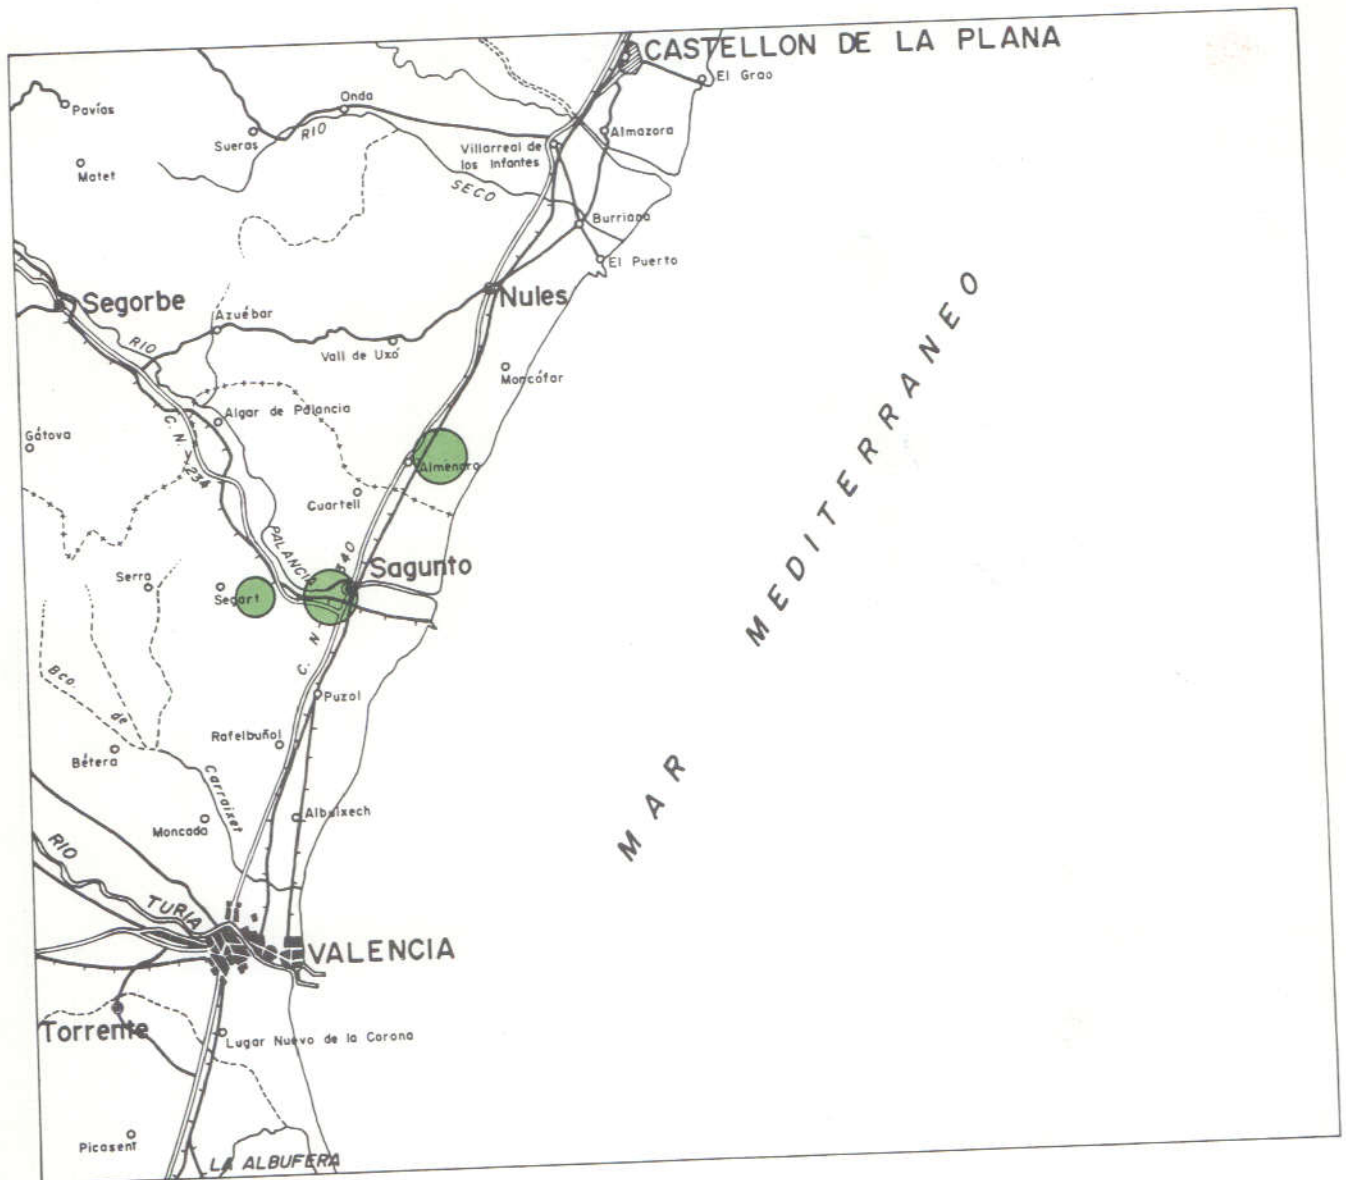 CASTELLON DE LA PLANA
El Grao
Pavías
Onda
Sueras
RIO
Almazora
Villarreal de
los Infantes
Matet
SECO
Burriana
El Puerto
Segorbe
Nules
Azuébar
RIO
Vall de Uxó
Moncófar
Algar de Palancia
C. N. - 234
Gátova
Almenara
Cuartell
PALANCIA
340
Sagunto
Serra
Segart
C. N.
Bco.
de
Puzol
Rafelbuñol
Bétera
Carraixet
Albuixech
Moncada
MAR MEDITERRANEO
RIO
TURIA
VALENCIA
Torrente
Lugar Nuevo de la Corona
Picasent
LA ALBUFERA